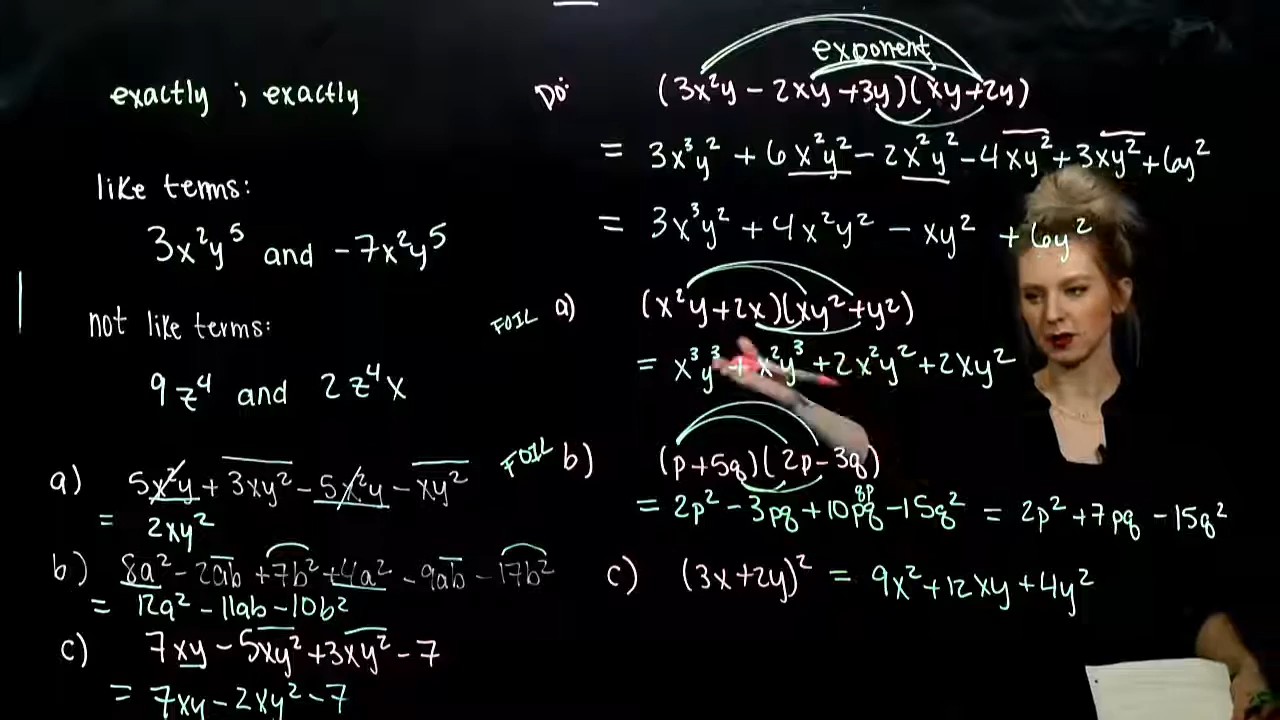 exactly ; exactly
like terms:
3x²y⁵ and -7x²y⁵
not like terms:
9z⁴ and 2z⁴x
a) 5x²y + 3xy² - 5x²y - xy²
= 2xy²
b) 8a² - 2ab + 7b² + 4a² - 9ab - 17b²
= 12a² - 11ab - 10b²
c) 7xy - 5xy² + 3xy² - 7
= 7xy - 2xy² - 7
exponent
DO: (3x²y - 2xy + 3y)(xy + 2y)
= 3x³y² + 6x²y² - 2x²y² - 4xy² + 3xy² + 6y²
= 3x³y² + 4x²y² - xy² + 6y²
FOIL a) (x²y + 2x)(xy² + y²)
= x³y³ + x²y³ + 2x²y² + 2xy²
FOIL b) (p + 5q)(2p - 3q)
qp
= 2p² - 3pq + 10pq - 15q² = 2p² + 7pq - 15q²
c) (3x + 2y)² = 9x² + 12xy + 4y²